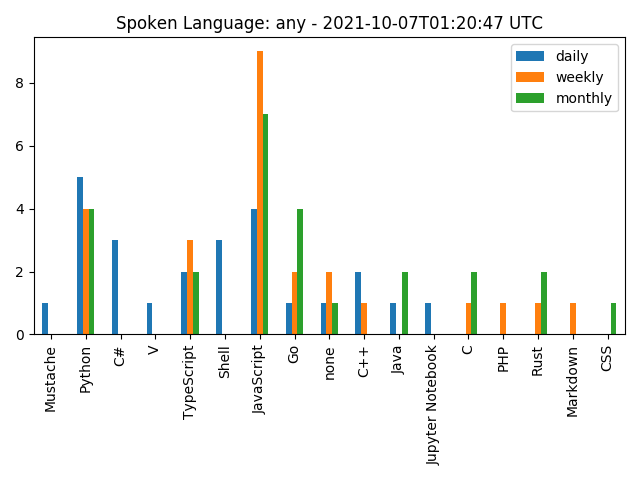 Spoken Language: any - 2021-10-07T01:20:47 UTC
daily
weekly
monthly
8
6
4
2
0
Mustache
Python
C#
V
TypeScript
Shell
JavaScript
Go
none
C++
Java
Jupyter Notebook
C
PHP
Rust
Markdown
CSS